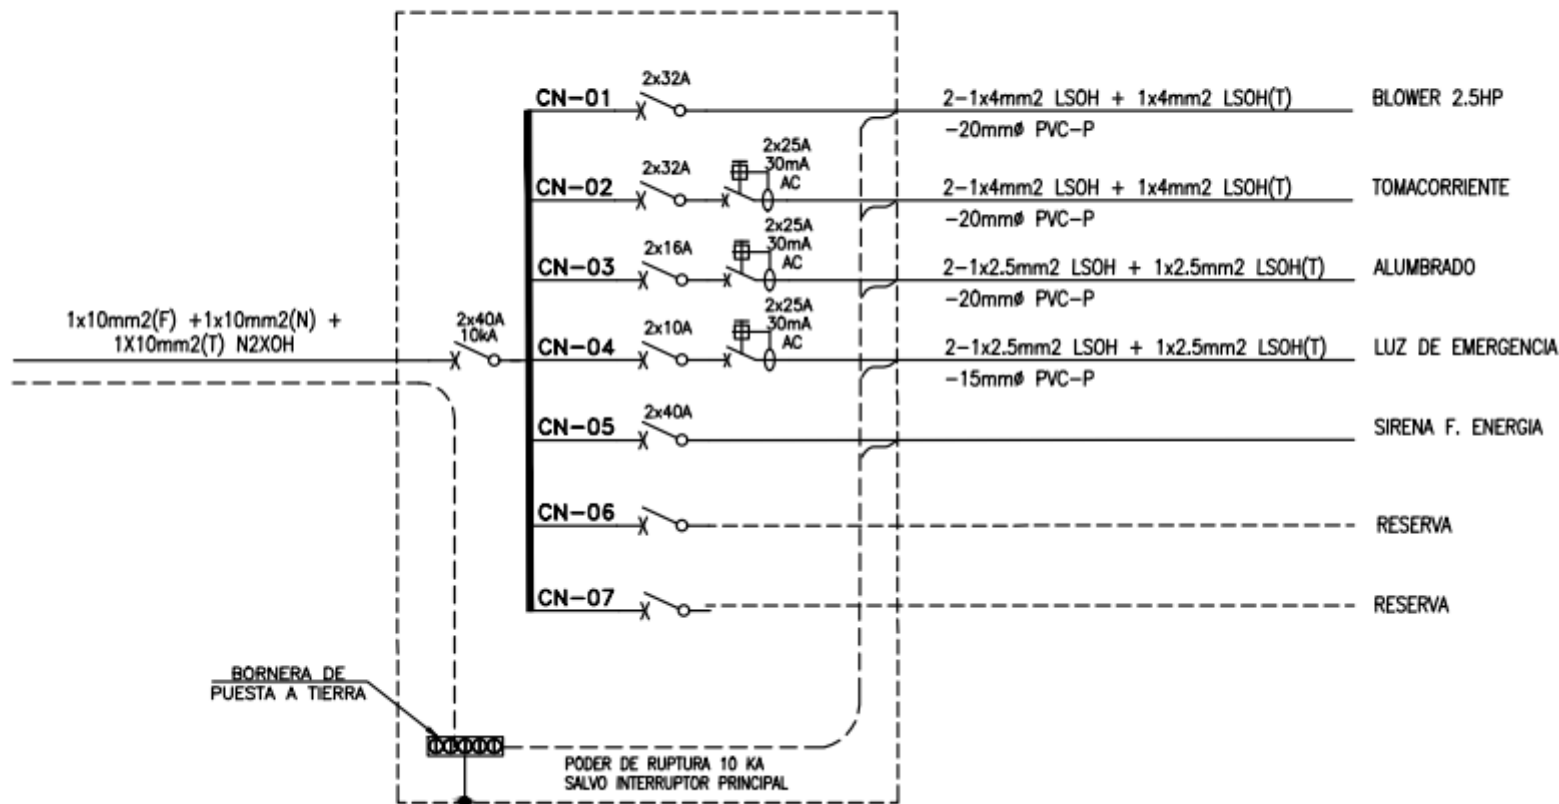 1x10mm2(F) +1x10mm2(N) +
1X10mm2(T) N2XOH
2x40A
10kA
CN-01
2x32A
2-1x4mm2 LSOH + 1x4mm2 LSOH(T)
-20mmø PVC-P
BLOWER 2.5HP
CN-02
2x32A
2x25A
30mA
AC
2-1x4mm2 LSOH + 1x4mm2 LSOH(T)
-20mmø PVC-P
TOMACORRIENTE
CN-03
2x16A
2x25A
30mA
AC
2-1x2.5mm2 LSOH + 1x2.5mm2 LSOH(T)
-20mmø PVC-P
ALUMBRADO
CN-04
2x10A
2x25A
30mA
AC
2-1x2.5mm2 LSOH + 1x2.5mm2 LSOH(T)
-15mmø PVC-P
LUZ DE EMERGENCIA
CN-05
2x40A
SIRENA F. ENERGIA
CN-06
RESERVA
CN-07
RESERVA
BORNERA DE
PUESTA A TIERRA
PODER DE RUPTURA 10 KA
SALVO INTERRUPTOR PRINCIPAL